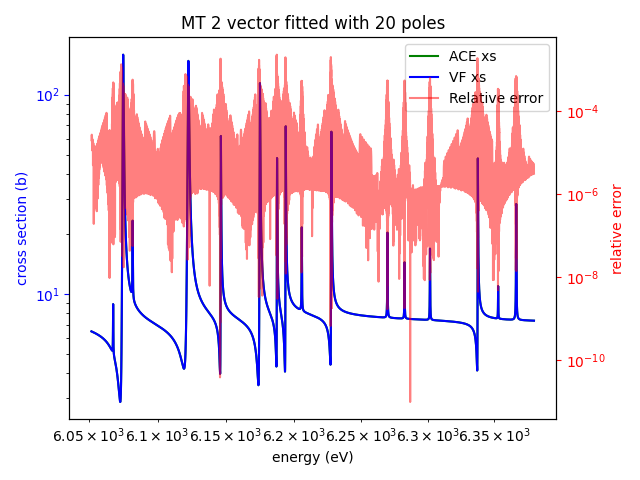 MT 2 vector fitted with 20 poles
ACE xs
VF xs
Relative error
10²
10¹
cross section (b)
10⁻⁴
10⁻⁶
10⁻⁸
10⁻¹⁰
relative error
6.05 × 10³ 6.1 × 10³ 6.15 × 10³ 6.2 × 10³ 6.25 × 10³ 6.3 × 10³ 6.35 × 10³
energy (eV)